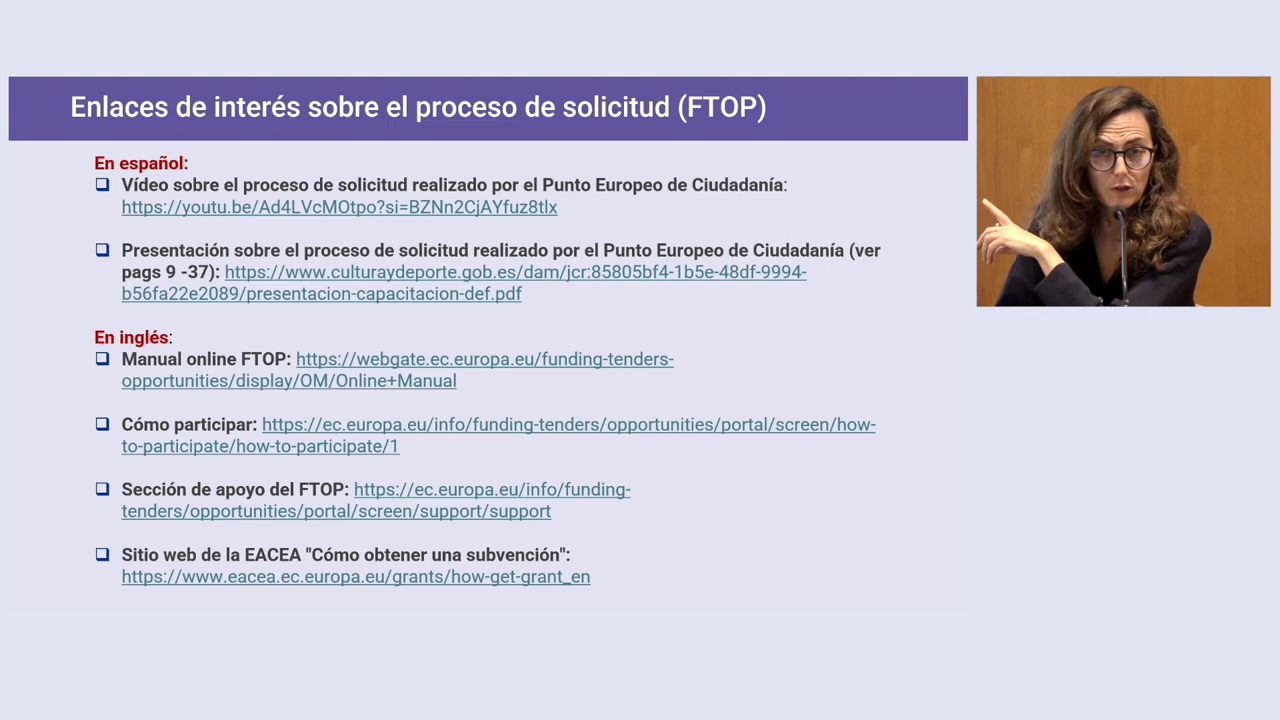 Enlaces de interés sobre el proceso de solicitud (FTOP)
En español:
Vídeo sobre el proceso de solicitud realizado por el Punto Europeo de Ciudadanía:
https://youtu.be/Ad4LVcMOtpo?si=BZNn2CjAYfuz8tlx
Presentación sobre el proceso de solicitud realizado por el Punto Europeo de Ciudadanía (ver
pags 9 -37): https://www.culturaydeporte.gob.es/dam/jcr:85805bf4-1b5e-48df-9994-
b56fa22e2089/presentacion-capacitacion-def.pdf
En inglés:
Manual online FTOP: https://webgate.ec.europa.eu/funding-tenders-
opportunities/display/OM/Online+Manual
Cómo participar: https://ec.europa.eu/info/funding-tenders/opportunities/portal/screen/how-
to-participate/how-to-participate/1
Sección de apoyo del FTOP: https://ec.europa.eu/info/funding-
tenders/opportunities/portal/screen/support/support
Sitio web de la EACEA "Cómo obtener una subvención":
https://www.eacea.ec.europa.eu/grants/how-get-grant_en